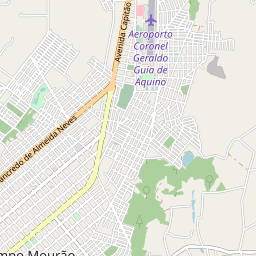 Avenida Capitão
Aeroporto
Coronel
Geraldo
Guia de
Aquino
ancredo de Almeida Neves
mpo Mourão